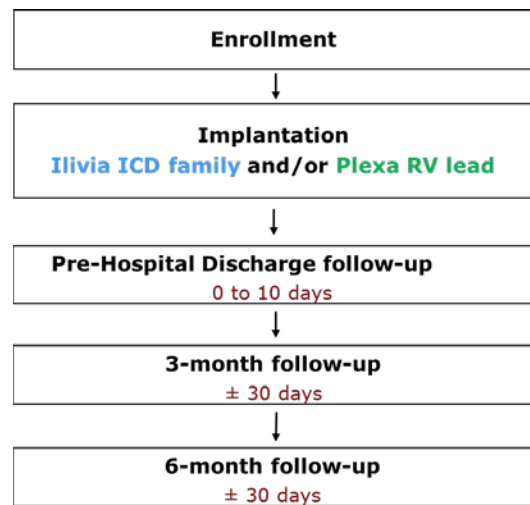 Enrollment
Implantation
Ilivia ICD family and/or Plexa RV lead
Pre-Hospital Discharge follow-up
0 to 10 days
3-month follow-up
± 30 days
6-month follow-up
± 30 days